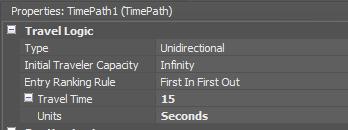 Properties: TimePath1 (TimePath)
Travel Logic
Type Unidirectional
Initial Traveler Capacity Infinity
Entry Ranking Rule First In First Out
Travel Time 15
Units Seconds